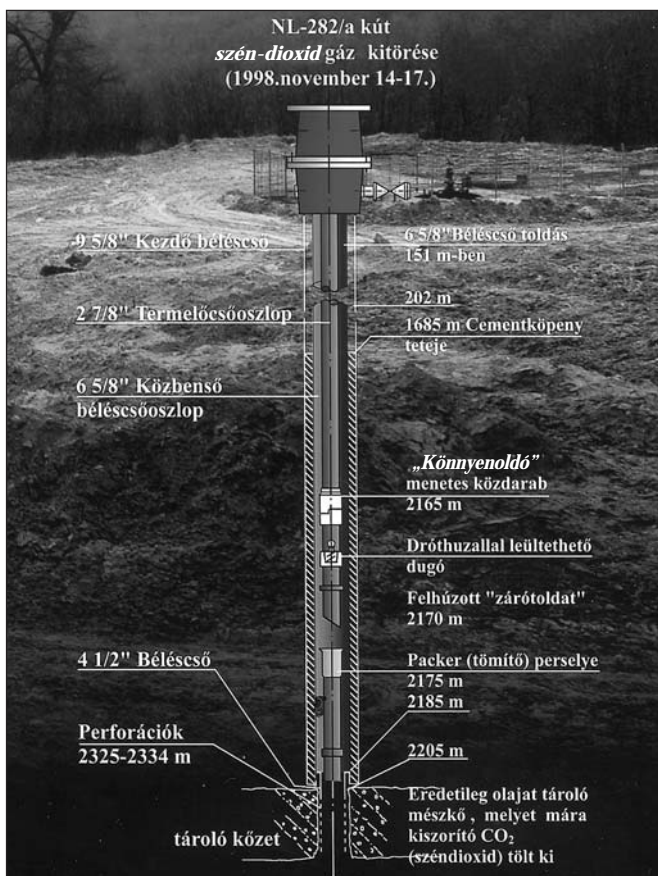 NL-282/a kút
szén-dioxid gáz kitörése
(1998.november 14-17.)
9 5/8" Kezdő béléscső
6 5/8"Béléscső toldás
151 m-ben
202 m
2 7/8" Termelőcsőoszlop
1685 m Cementköpeny
teteje
6 5/8" Közbenső
béléscsőoszlop
„Könnyenoldó”
menetes közdarab
2165 m
Dróthuzallal leültethető
dugó
Felhúzott "zárótoldat"
2170 m
4 1/2" Béléscső
Packer (tömítő) perselye
2175 m
2185 m
Perforációk
2325-2334 m
2205 m
Eredetileg olajat tároló
mészkő , melyet mára
kiszorító CO₂
(széndioxid) tölt ki
tároló kőzet